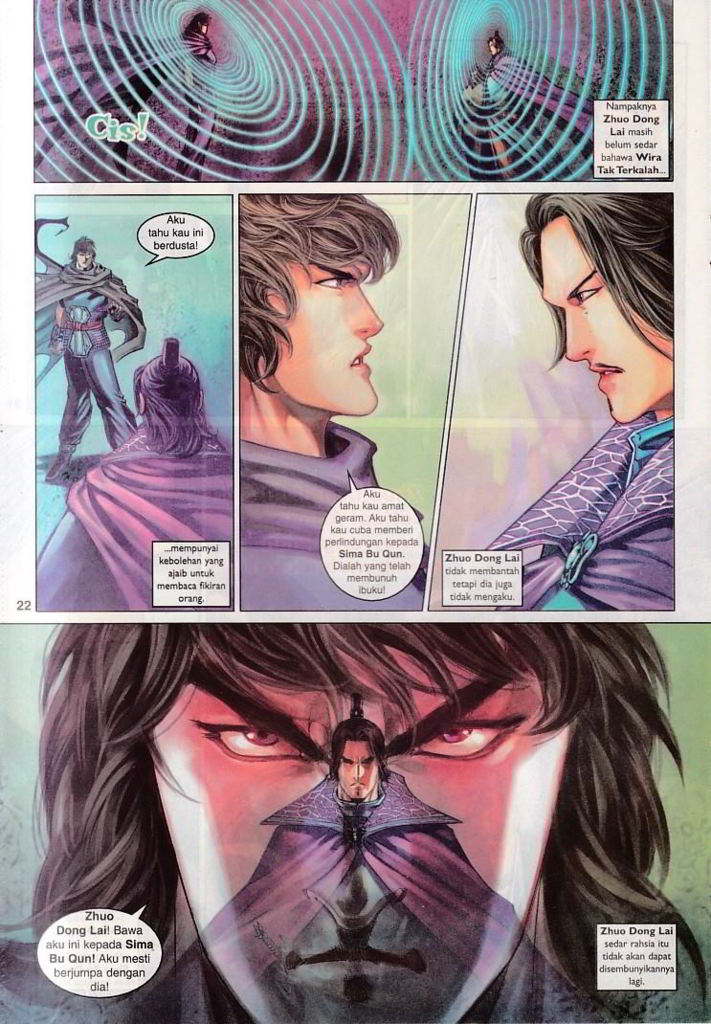 Cis!
Nampaknya
Zhuo Dong
Lai masih
belum sedar
bahawa Wira
Tak Terkalah...
Aku
tahu kau ini
berdusta!
...mempunyai
kebolehan yang
ajaib untuk
membaca fikiran
orang.
Aku
tahu kau amat
geram. Aku tahu
kau cuba memberi
perlindungan kepada
Sima Bu Qun.
Dialah yang telah
membunuh
ibuku!
Zhuo Dong Lai
tidak membantah
tetapi dia juga
tidak mengaku.
22
Zhuo
Dong Lai! Bawa
aku ini kepada Sima
Bu Qun! Aku mesti
berjumpa dengan
dia!
Zhuo Dong Lai
sedar rahsia itu
tidak akan dapat
disembunyikannya
lagi.